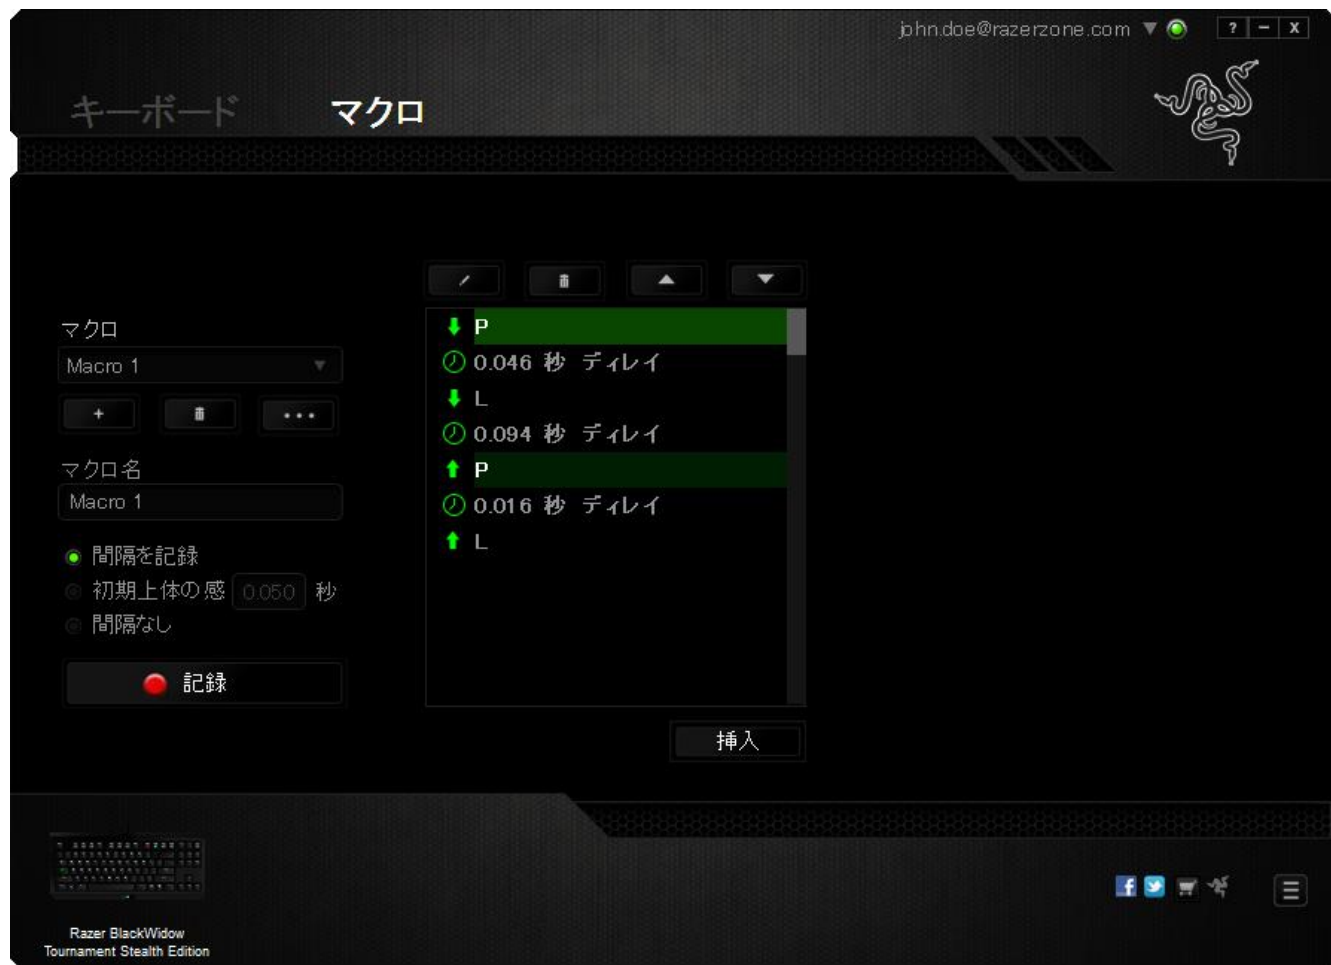 john.doe@razerzone.com
? − X
キーボード マクロ
マクロ
Macro 1
マクロ名
Macro 1
間隔を記録
初期上体の感 0.050 秒
間隔なし
記録
P
0.046 秒 ディレイ
L
0.094 秒 ディレイ
P
0.016 秒 ディレイ
L
挿入
Razer BlackWidow
Tournament Stealth Edition